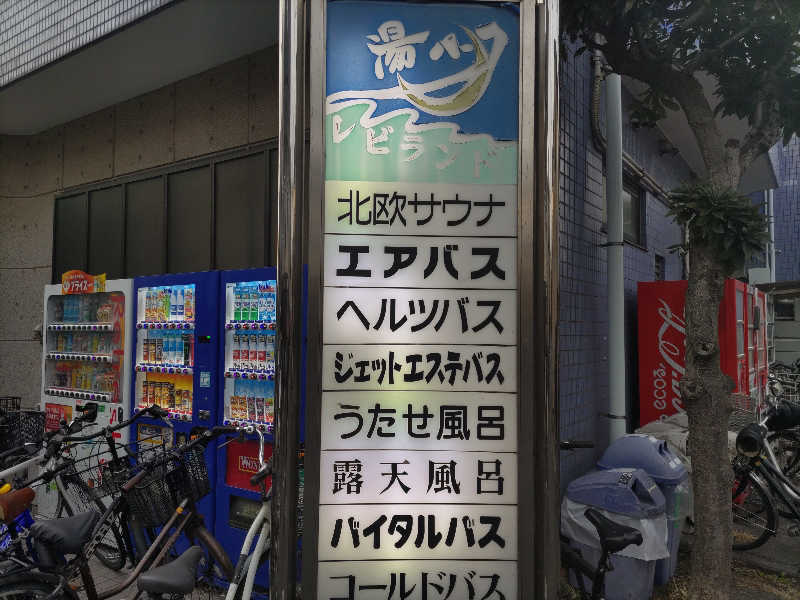 湯パーク
レビランド
北欧サウナ
エアバス
ヘルツバス
ジェットエステバス
うたせ風呂
露天風呂
バイタルバス
コールドバス